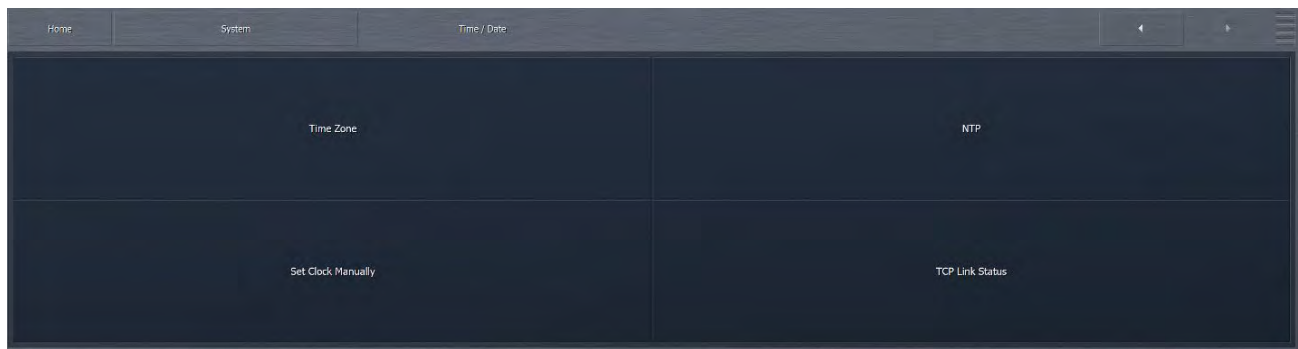 Home System Time / Date
Time Zone NTP
Set Clock Manually TCP Link Status